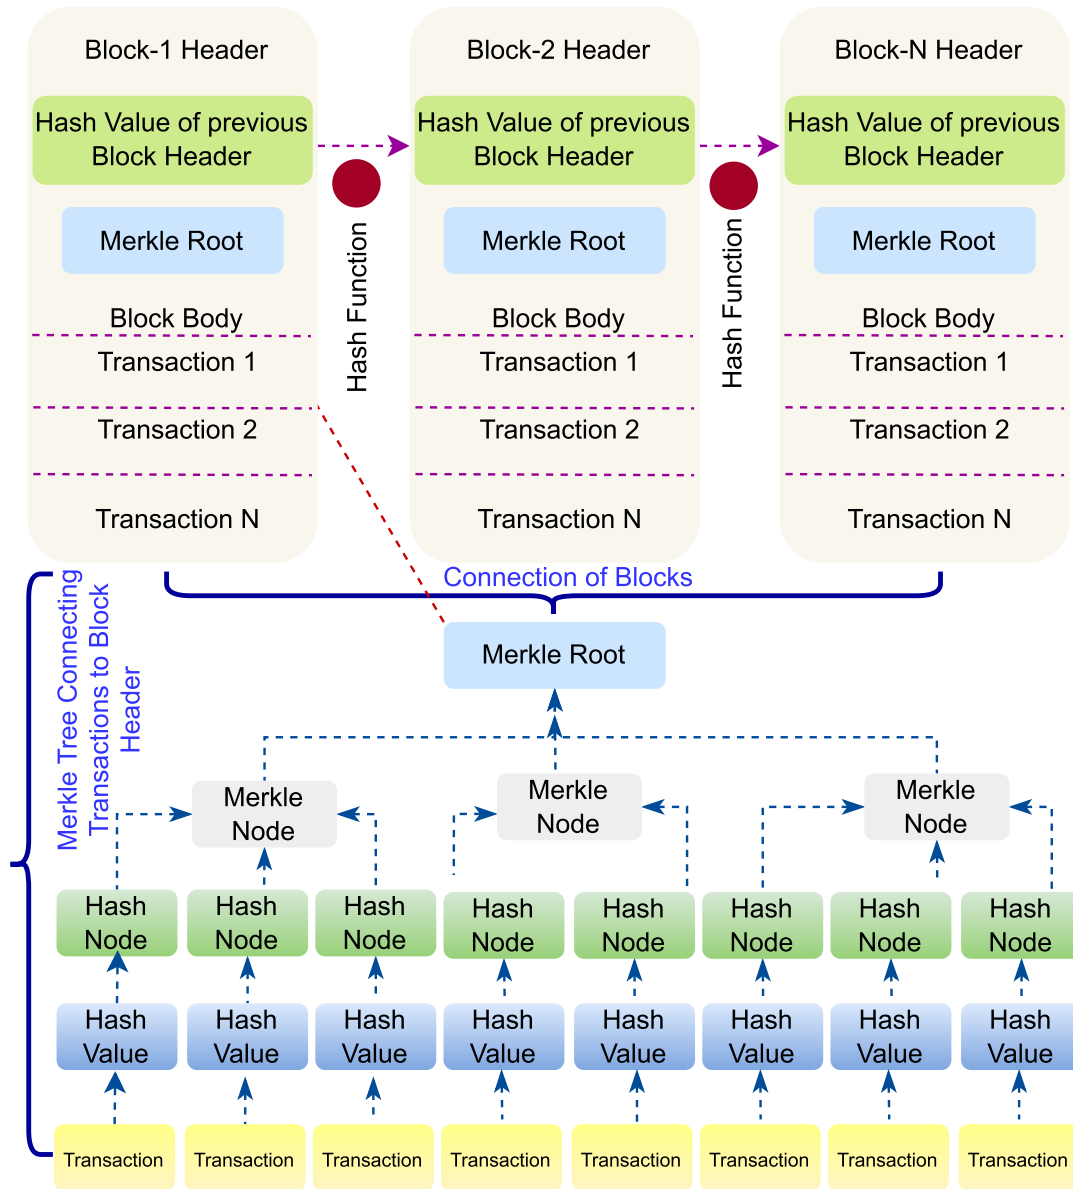 Block-1 Header
Hash Value of previous
Block Header
Merkle Root
Block Body
Transaction 1
Transaction 2
Transaction N
Hash Function
Block-2 Header
Hash Value of previous
Block Header
Merkle Root
Block Body
Transaction 1
Transaction 2
Transaction N
Hash Function
Block-N Header
Hash Value of previous
Block Header
Merkle Root
Block Body
Transaction 1
Transaction 2
Transaction N
Connection of Blocks
Merkle Tree Connecting
Transactions to Block
Header
Merkle Root
Merkle
Node
Merkle
Node
Merkle
Node
Hash
Node
Hash
Node
Hash
Node
Hash
Node
Hash
Node
Hash
Node
Hash
Node
Hash
Node
Hash
Value
Hash
Value
Hash
Value
Hash
Value
Hash
Value
Hash
Value
Hash
Value
Hash
Value
Transaction
Transaction
Transaction
Transaction
Transaction
Transaction
Transaction
Transaction